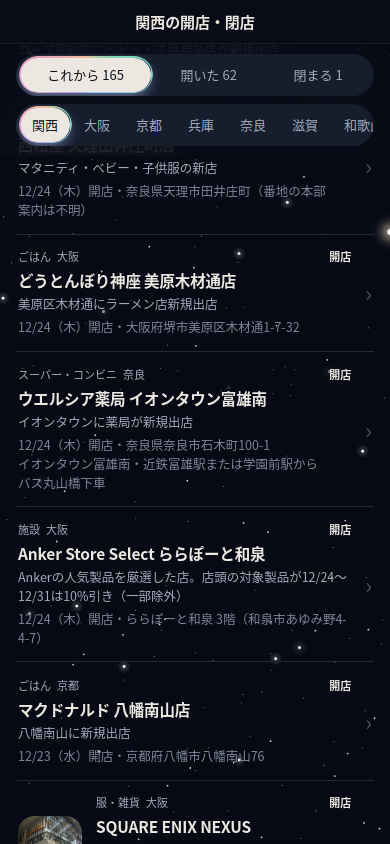 関西の開店・閉店
これから 165
開いた 62
閉まる 1
関西
大阪
京都
兵庫
奈良
滋賀
和歌
マタニティ・ベビー・子供服の新店
12/24（木）開店・奈良県天理市田井庄町（番地の本部
案内は不明）
ごはん 大阪
開店
どうとんぼり神座 美原木材通店
美原区木材通にラーメン店新規出店
12/24（木）開店・大阪府堺市美原区木材通1-7-32
スーパー・コンビニ 奈良
開店
ウエルシア薬局 イオンタウン富雄南
イオンタウンに薬局が新規出店
12/24（木）開店・奈良県奈良市石木町100-1
イオンタウン富雄南・近鉄富雄駅または学園前駅から
バス丸山橋下車
施設 大阪
開店
Anker Store Select ららぽーと和泉
Ankerの人気製品を厳選した店。店頭の対象製品が12/24〜
12/31は10%引き（一部除外）
12/24（木）開店・ららぽーと和泉 3階（和泉市あゆみ野4-
4-7）
ごはん 京都
開店
マクドナルド 八幡南山店
八幡南山に新規出店
12/23（水）開店・京都府八幡市八幡南山76
服・雑貨 大阪
開店
SQUARE ENIX NEXUS